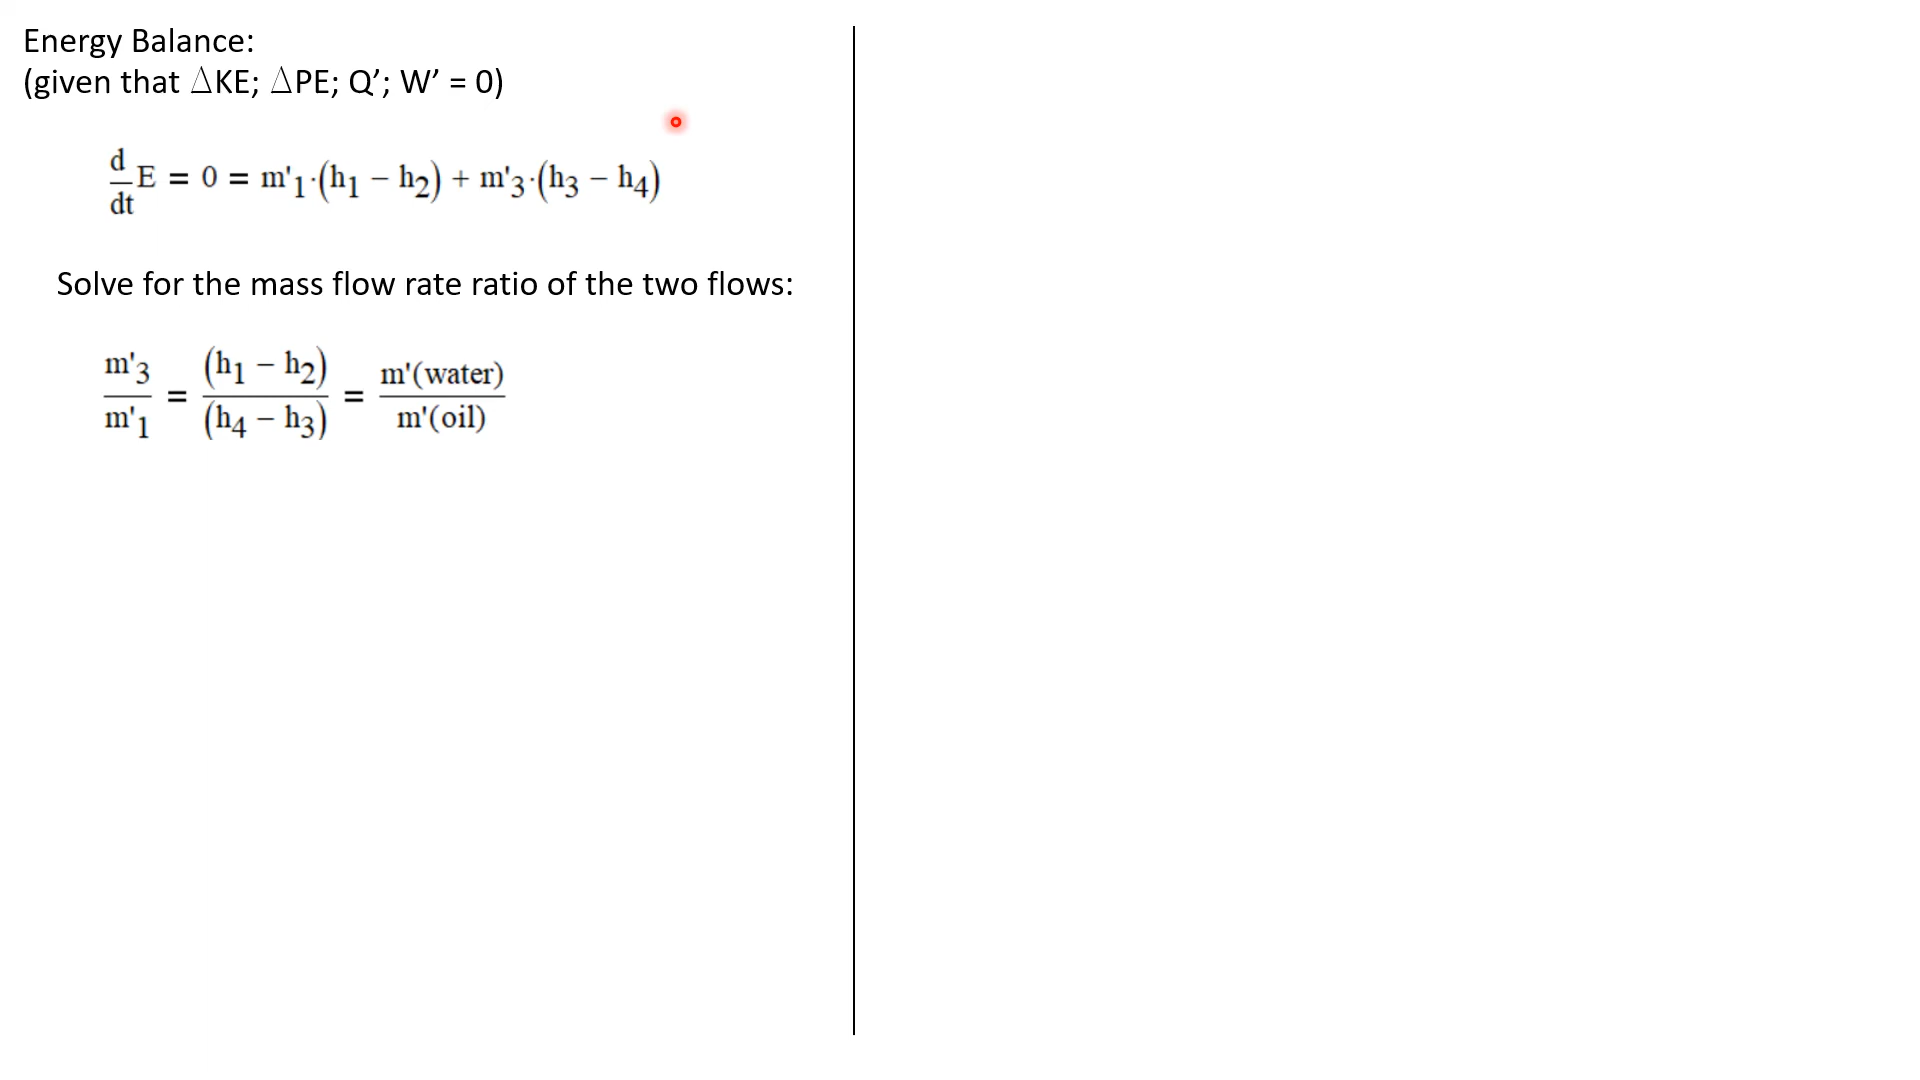 Energy Balance:
(given that △KE; △PE; Q’; W’ = 0)
d/dt E = 0 = m'₁·(h₁ − h₂) + m'₃·(h₃ − h₄)
Solve for the mass flow rate ratio of the two flows:
m'₃/m'₁ = (h₁ − h₂)/(h₄ − h₃) = m'(water)/m'(oil)